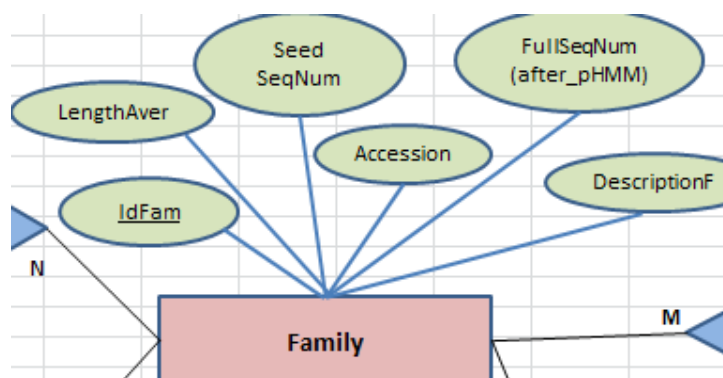 Seed
SeqNum
FullSeqNum
(after_pHMM)
LengthAver
Accession
DescriptionF
IdFam
N
M
Family